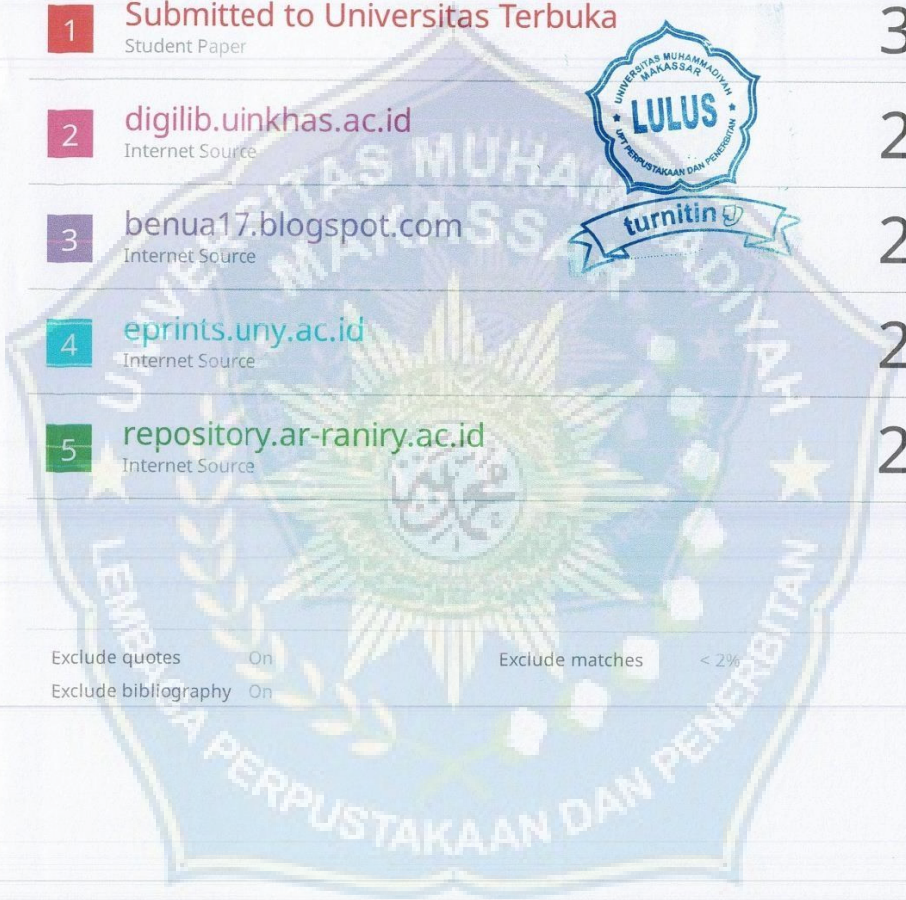 1 Submitted to Universitas Terbuka 3
Student Paper
UNIVERSITAS MUHAMMADIYAH
MAKASSAR
LULUS
UPT PERPUSTAKAAN DAN PENERBITAN
turnitin
2 digilib.uinkhas.ac.id 2
Internet Source
3 benua17.blogspot.com 2
Internet Source
4 eprints.uny.ac.id 2
Internet Source
5 repository.ar-raniry.ac.id 2
Internet Source
Exclude quotes On
Exclude matches < 2%
Exclude bibliography On
UNIVERSITAS MUHAMMADIYAH
MAKASSAR
LEMBAGA PERPUSTAKAAN DAN PENERBITAN